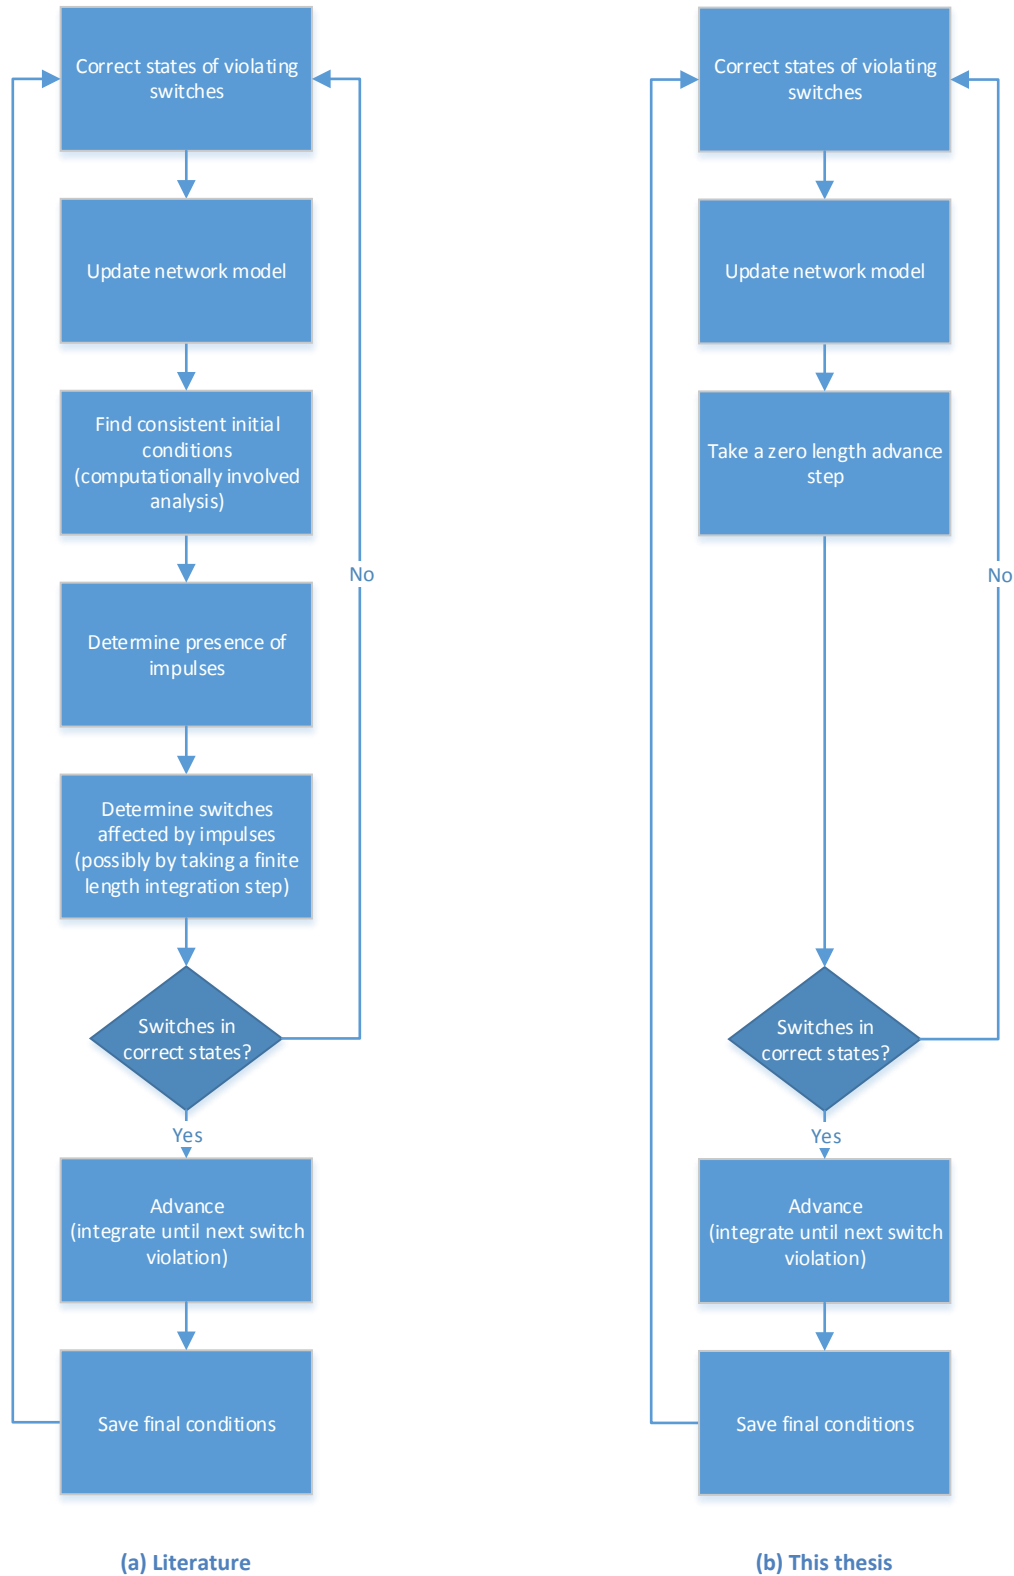 Correct states of violating
switches
Update network model
Find consistent initial
conditions
(computationally involved
analysis)
Determine presence of
impulses
Determine switches
affected by impulses
(possibly by taking a finite
length integration step)
Switches in
correct states?
No
Yes
Advance
(integrate until next switch
violation)
Save final conditions
(a) Literature
Correct states of violating
switches
Update network model
Take a zero length advance
step
Switches in
correct states?
No
Yes
Advance
(integrate until next switch
violation)
Save final conditions
(b) This thesis